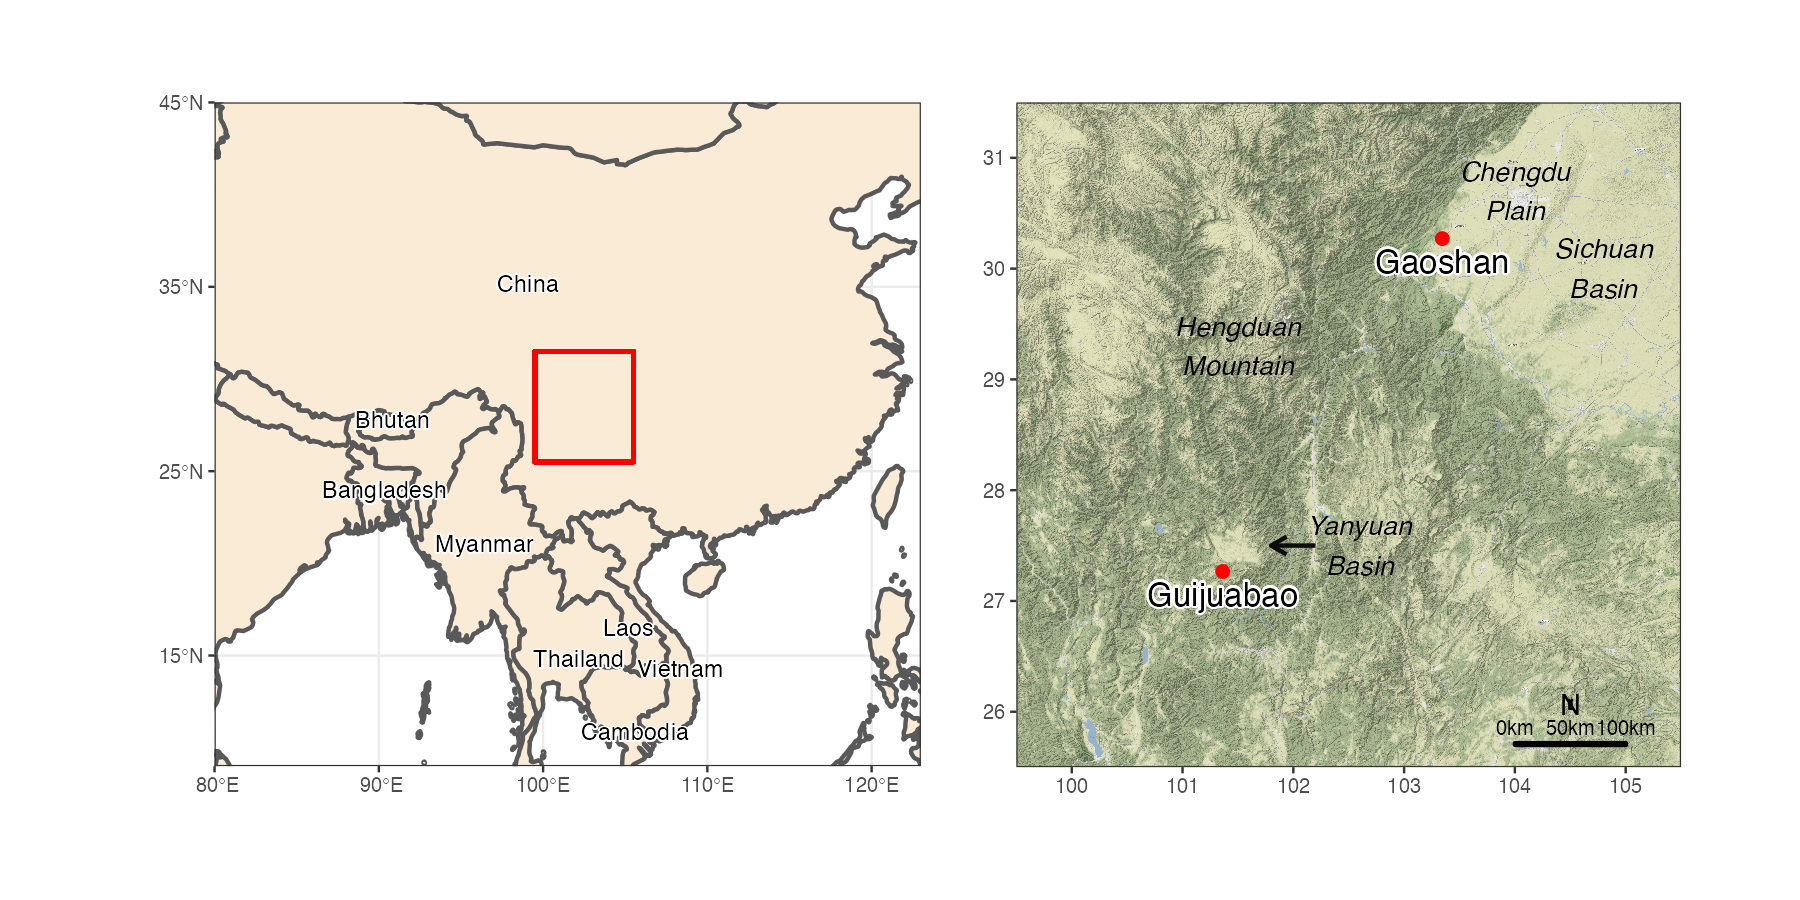 45°N
35°N
25°N
15°N
80°E
90°E
100°E
110°E
120°E
China
Bhutan
Bangladesh
Myanmar
Laos
Thailand
Vietnam
Cambodia
31
30
29
28
27
26
100
101
102
103
104
105
Chengdu
Plain
Gaoshan
Sichuan
Basin
Hengduan
Mountain
Yanyuan
Basin
Guijuabao
N
0km 50km 100km